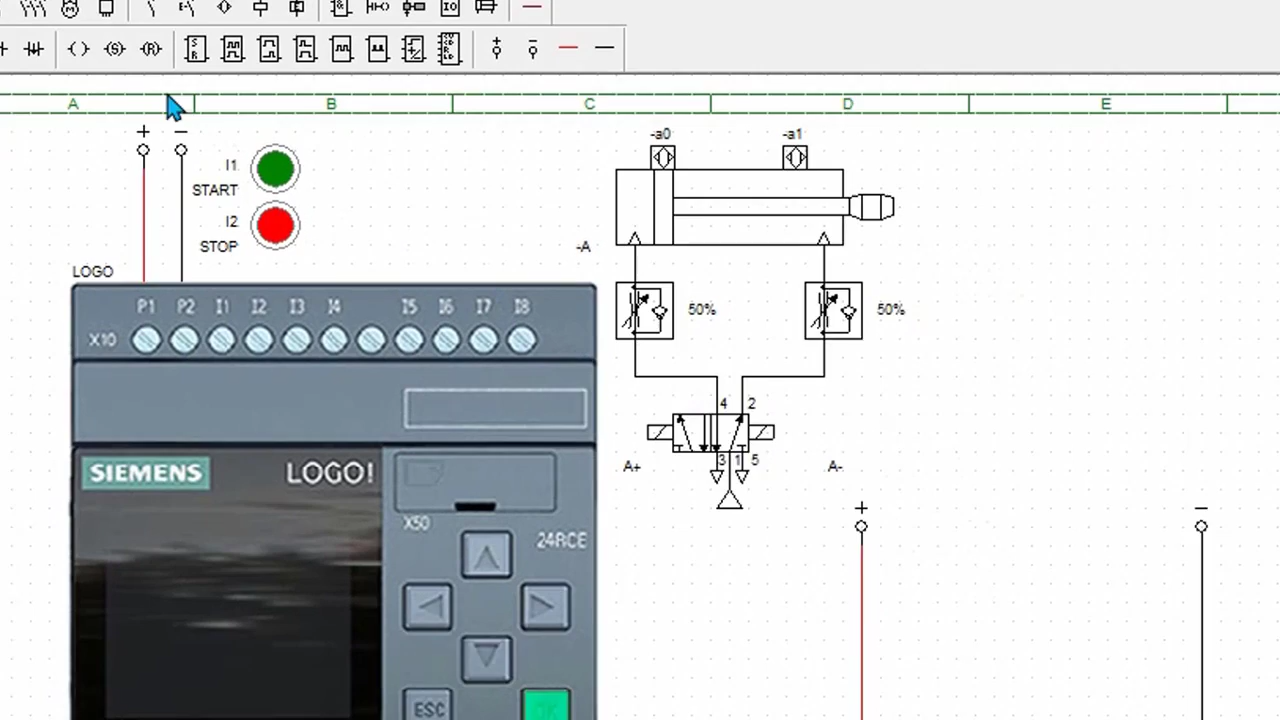 A B C D E
+ −
I1
START
I2
STOP
-a0 -a1
-A
LOGO
P1 P2 I1 I2 I3 I4 I5 I6 I7 I8
X10
50% 50%
4 2
3 1 5
A+ A-
SIEMENS LOGO!
X50
24RCE
+ −
ESC
OK